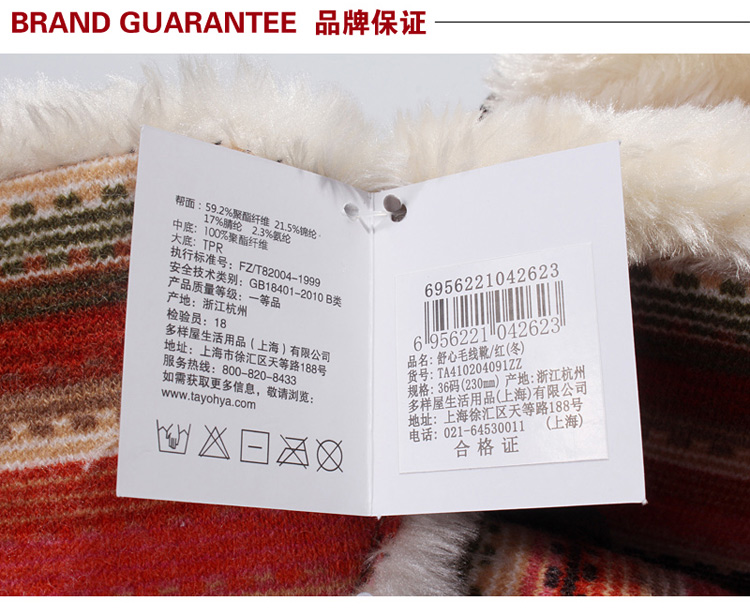 BRAND GUARANTEE 品牌保证
帮面: 59.2%聚酯纤维 21.5%锦纶
17%腈纶 2.3%氨纶
中底: 100%聚酯纤维
大底: TPR
执行标准号: FZ/T82004-1999
安全技术类别: GB18401-2010 B类
产品质量等级: 一等品
产地: 浙江杭州
检验员: 18
多样屋生活用品(上海)有限公司
地址: 上海市徐汇区天等路188号
服务热线: 800-820-8433
如需获取更多信息, 敬请浏览:
www.tayohya.com
6956221042623
6 956221 042623
品名: 舒心毛线靴/红(冬)
货号: TA410204091ZZ
规格: 36码(230mm) 产地: 浙江杭州
多样屋生活用品(上海)有限公司
地址: 上海徐汇区天等路188号
电话: 021-64530011 (上海)
合格证